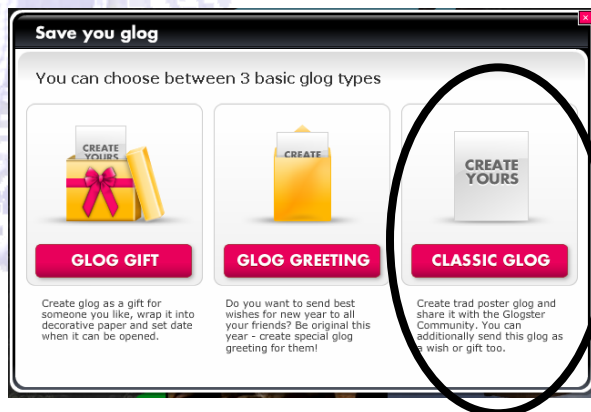 Save you glog
x
You can choose between 3 basic glog types
CREATE
YOURS
GLOG GIFT
Create glog as a gift for
someone you like, wrap it into
decorative paper and set date
when it can be opened.
CREATE
GLOG GREETING
Do you want to send best
wishes for new year to all
your friends? Be original this
year - create special glog
greeting for them!
CREATE
YOURS
CLASSIC GLOG
Create trad poster glog and
share it with the Glogster
Community. You can
additionally send this glog as
a wish or gift too.